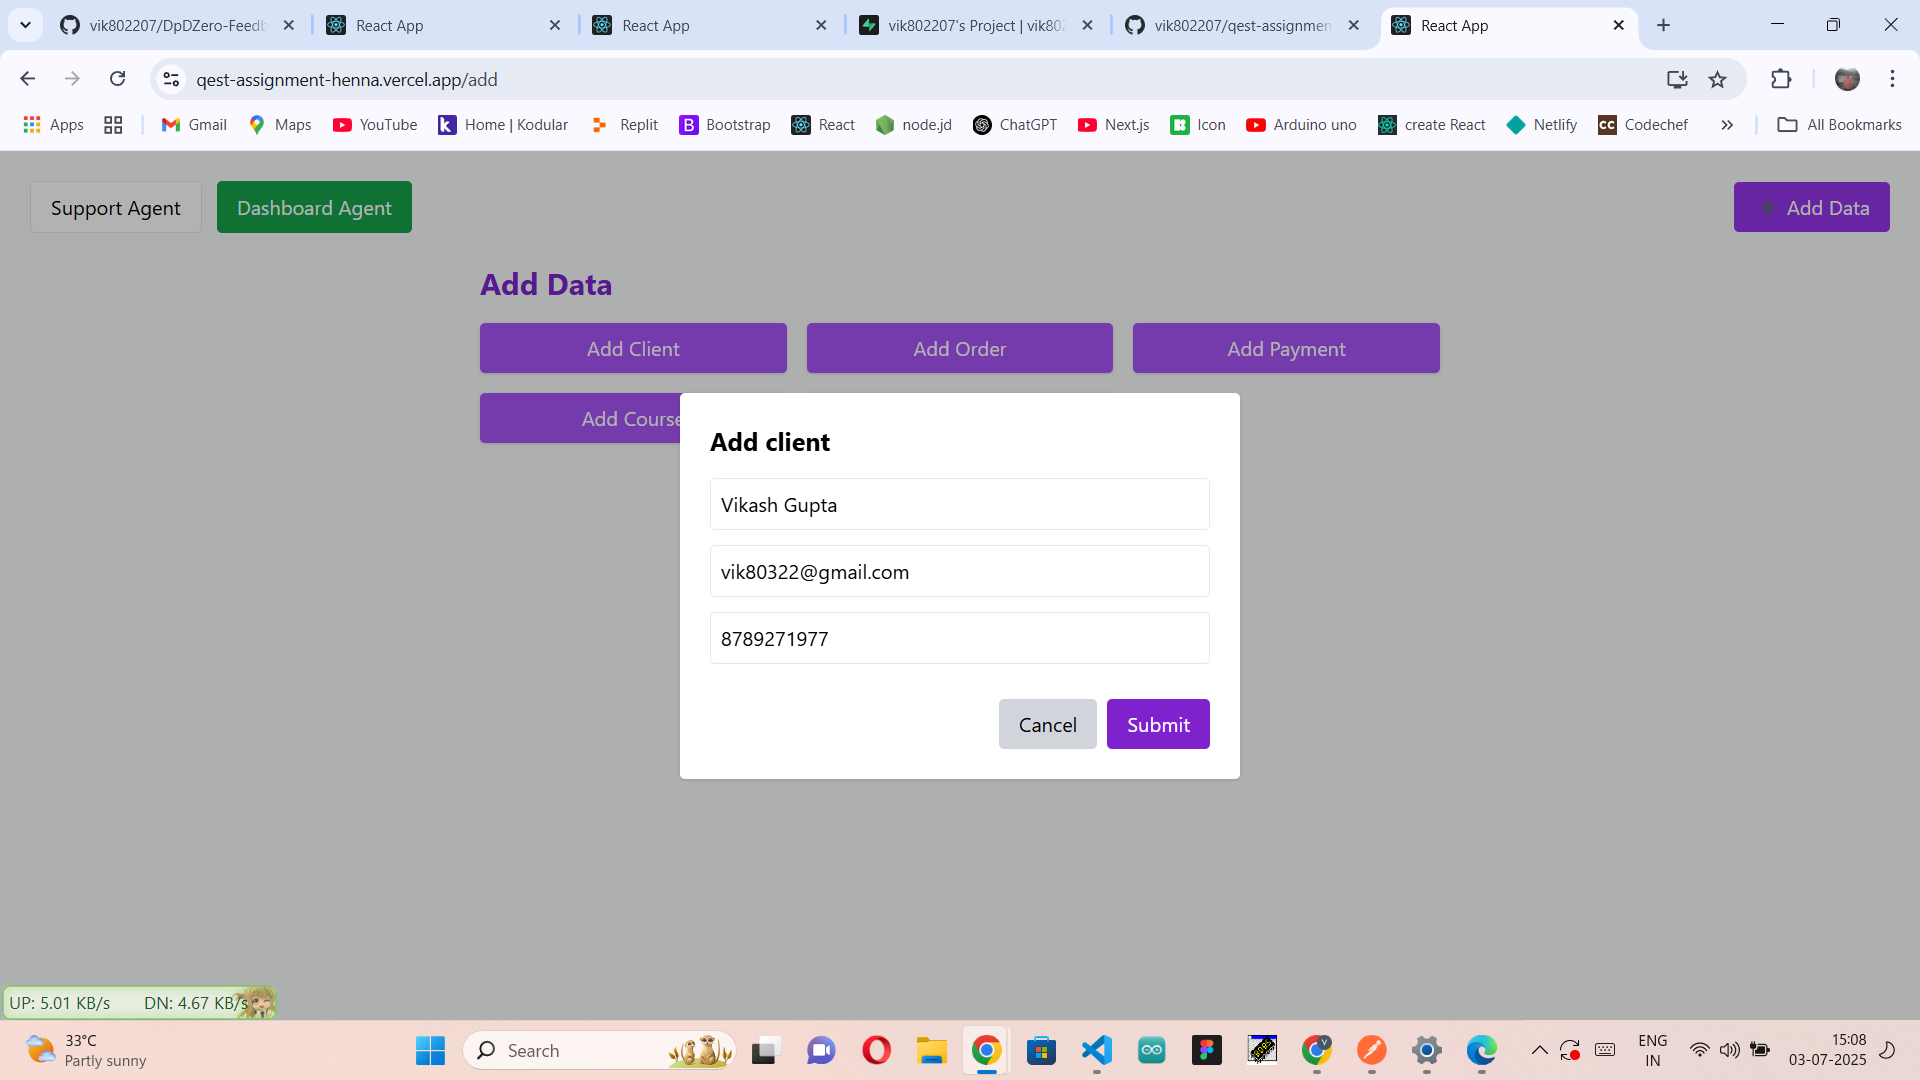 vik802207/DpDZero-Feedb
React App
React App
vik802207's Project | vik802
vik802207/qest-assignmen
React App
qest-assignment-henna.vercel.app/add
Apps
Gmail
Maps
YouTube
Home | Kodular
Replit
Bootstrap
React
node.jd
ChatGPT
Next.js
Icon
Arduino uno
create React
Netlify
Codechef
All Bookmarks
Support Agent
Dashboard Agent
Add Data
Add Data
Add Client
Add Order
Add Payment
Add Course
Add client
Vikash Gupta
vik80322@gmail.com
8789271977
Cancel
Submit
UP: 5.01 KB/s DN: 4.67 KB/s
33°C
Partly sunny
Search
ENG
IN
15:08
03-07-2025